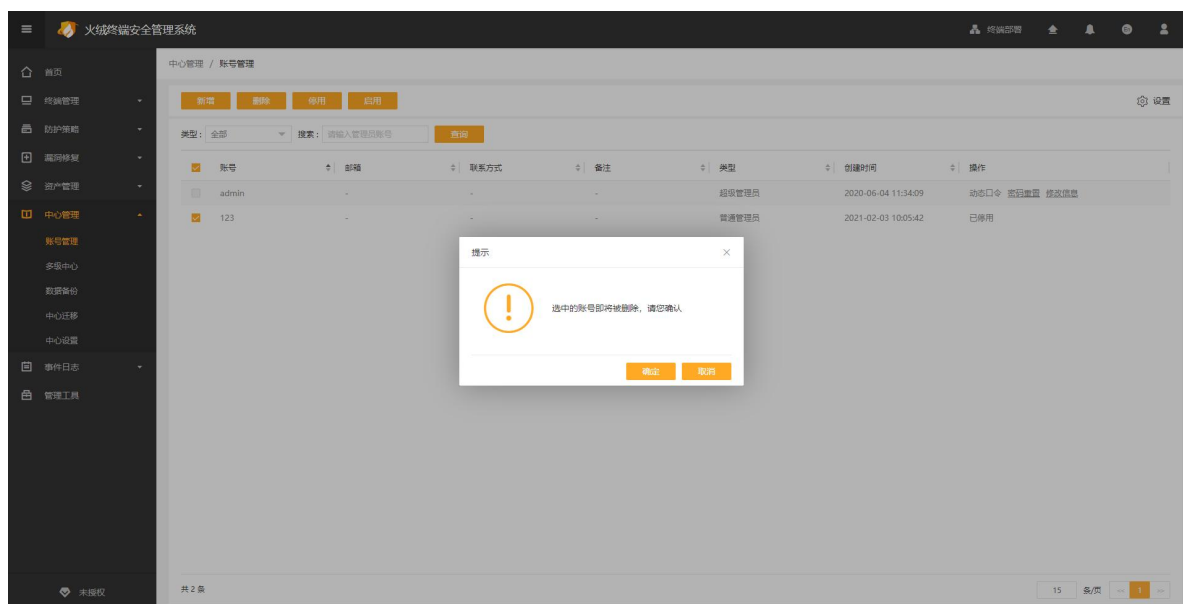 火绒终端安全管理系统 终端部署
首页
终端管理
防护策略
漏洞修复
资产管理
中心管理
账号管理
多级中心
数据备份
中心迁移
中心设置
事件日志
管理工具
未授权
中心管理 / 账号管理
新增 删除 停用 启用 设置
类型: 全部 搜索: 请输入管理员账号 查询
账号 邮箱 联系方式 备注 类型 创建时间 操作
admin - - - 超级管理员 2020-06-04 11:34:09 动态口令 密码重置 修改信息
123 - - - 普通管理员 2021-02-03 10:05:42 已停用
提示
选中的账号即将被删除,请您确认
确定 取消
共 2 条 15 条/页 1